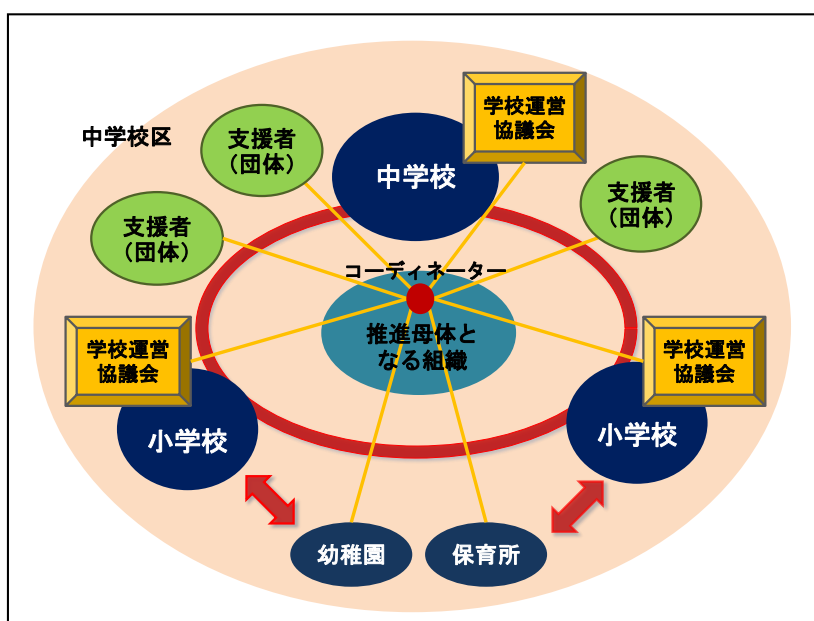 学校運営
協議会
中学校区
支援者
（団体）
中学校
支援者
（団体）
支援者
（団体）
コーディネーター
推進母体と
なる組織
学校運営
協議会
学校運営
協議会
小学校
小学校
幼稚園
保育所